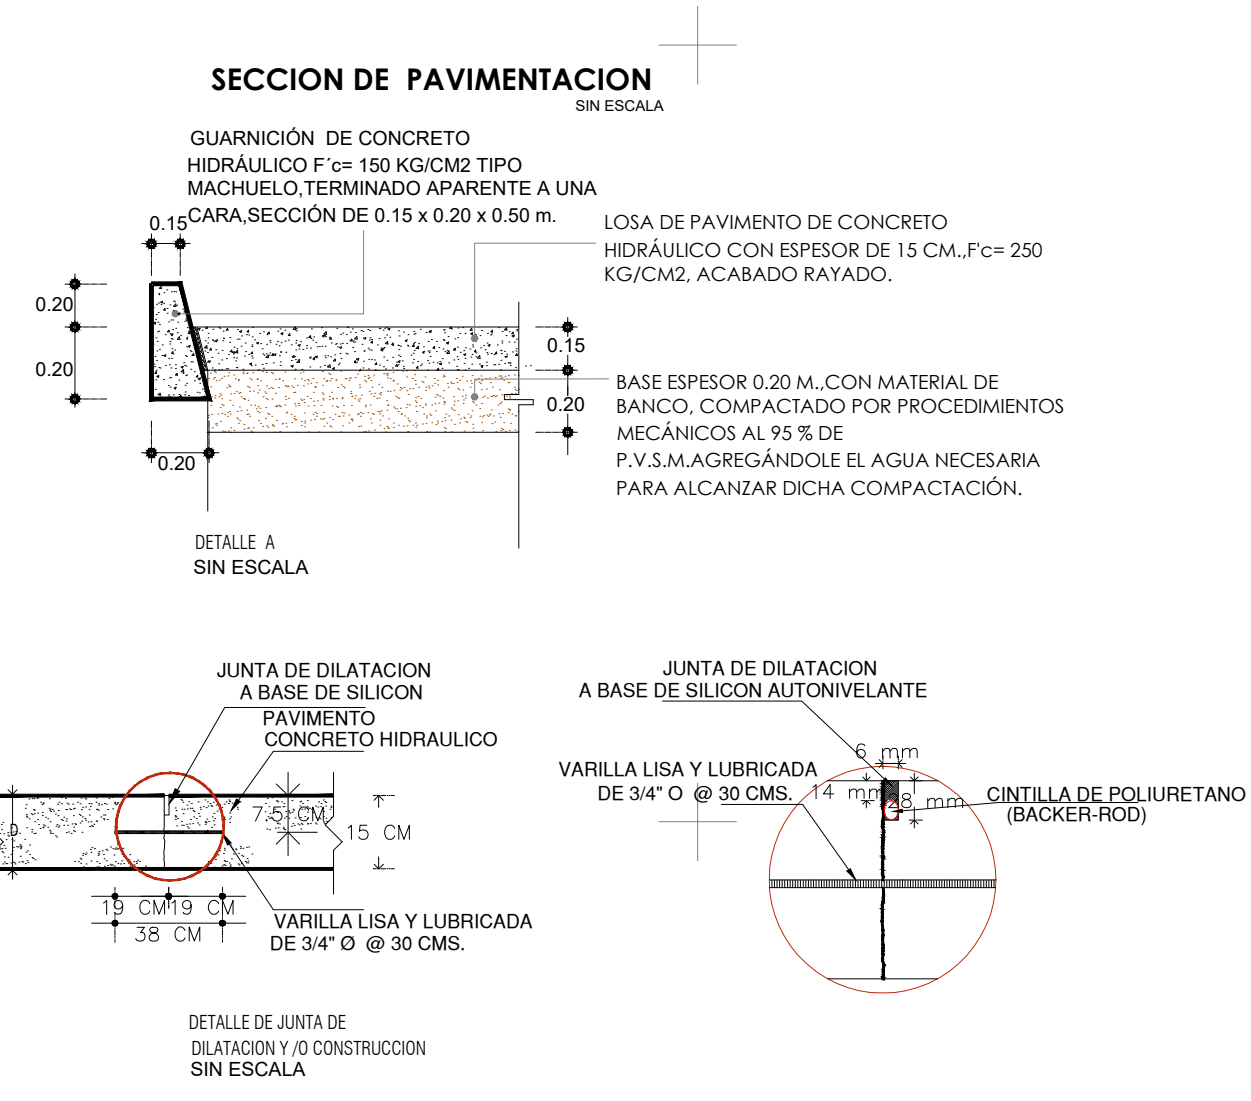 SECCION DE PAVIMENTACION
SIN ESCALA
GUARNICIÓN DE CONCRETO
HIDRÁULICO F´c= 150 KG/CM2 TIPO
MACHUELO,TERMINADO APARENTE A UNA
CARA,SECCIÓN DE 0.15 x 0.20 x 0.50 m.
0.15
LOSA DE PAVIMENTO DE CONCRETO
HIDRÁULICO CON ESPESOR DE 15 CM.,F'c= 250
KG/CM2, ACABADO RAYADO.
0.20
0.20
0.15
0.20
0.20
BASE ESPESOR 0.20 M.,CON MATERIAL DE
BANCO, COMPACTADO POR PROCEDIMIENTOS
MECÁNICOS AL 95 % DE
P.V.S.M.AGREGÁNDOLE EL AGUA NECESARIA
PARA ALCANZAR DICHA COMPACTACIÓN.
DETALLE A
SIN ESCALA
JUNTA DE DILATACION
A BASE DE SILICON
PAVIMENTO
CONCRETO HIDRAULICO
7.5 CM
15 CM
D
19 CM
19 CM
38 CM
VARILLA LISA Y LUBRICADA
DE 3/4" Ø @ 30 CMS.
DETALLE DE JUNTA DE
DILATACION Y /O CONSTRUCCION
SIN ESCALA
JUNTA DE DILATACION
A BASE DE SILICON AUTONIVELANTE
6 mm
VARILLA LISA Y LUBRICADA
DE 3/4" O @ 30 CMS.
14 mm
28 mm
CINTILLA DE POLIURETANO
(BACKER-ROD)